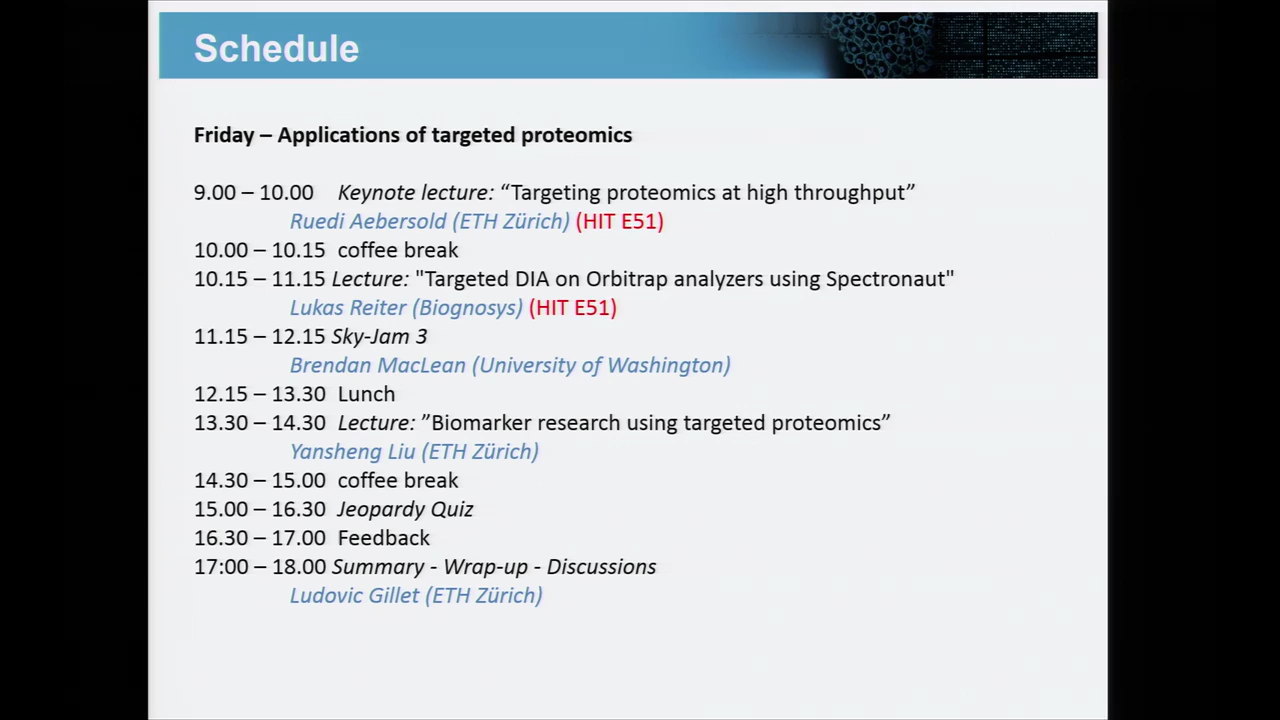 Schedule
Friday – Applications of targeted proteomics
9.00 – 10.00 Keynote lecture: “Targeting proteomics at high throughput”
Ruedi Aebersold (ETH Zürich) (HIT E51)
10.00 – 10.15 coffee break
10.15 – 11.15 Lecture: "Targeted DIA on Orbitrap analyzers using Spectronaut"
Lukas Reiter (Biognosys) (HIT E51)
11.15 – 12.15 Sky-Jam 3
Brendan MacLean (University of Washington)
12.15 – 13.30 Lunch
13.30 – 14.30 Lecture: ”Biomarker research using targeted proteomics”
Yansheng Liu (ETH Zürich)
14.30 – 15.00 coffee break
15.00 – 16.30 Jeopardy Quiz
16.30 – 17.00 Feedback
17:00 – 18.00 Summary - Wrap-up - Discussions
Ludovic Gillet (ETH Zürich)